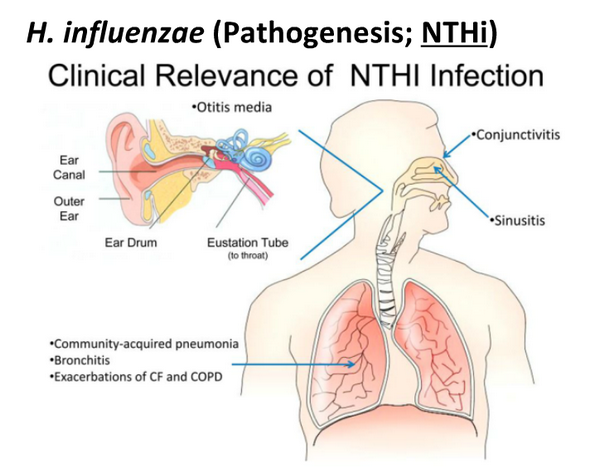 H. influenzae (Pathogenesis; NTHi)
Clinical Relevance of NTHI Infection
•Otitis media
•Conjunctivitis
Ear
Canal
Outer
Ear
•Sinusitis
Ear Drum
Eustation Tube
(to throat)
•Community-acquired pneumonia
•Bronchitis
•Exacerbations of CF and COPD